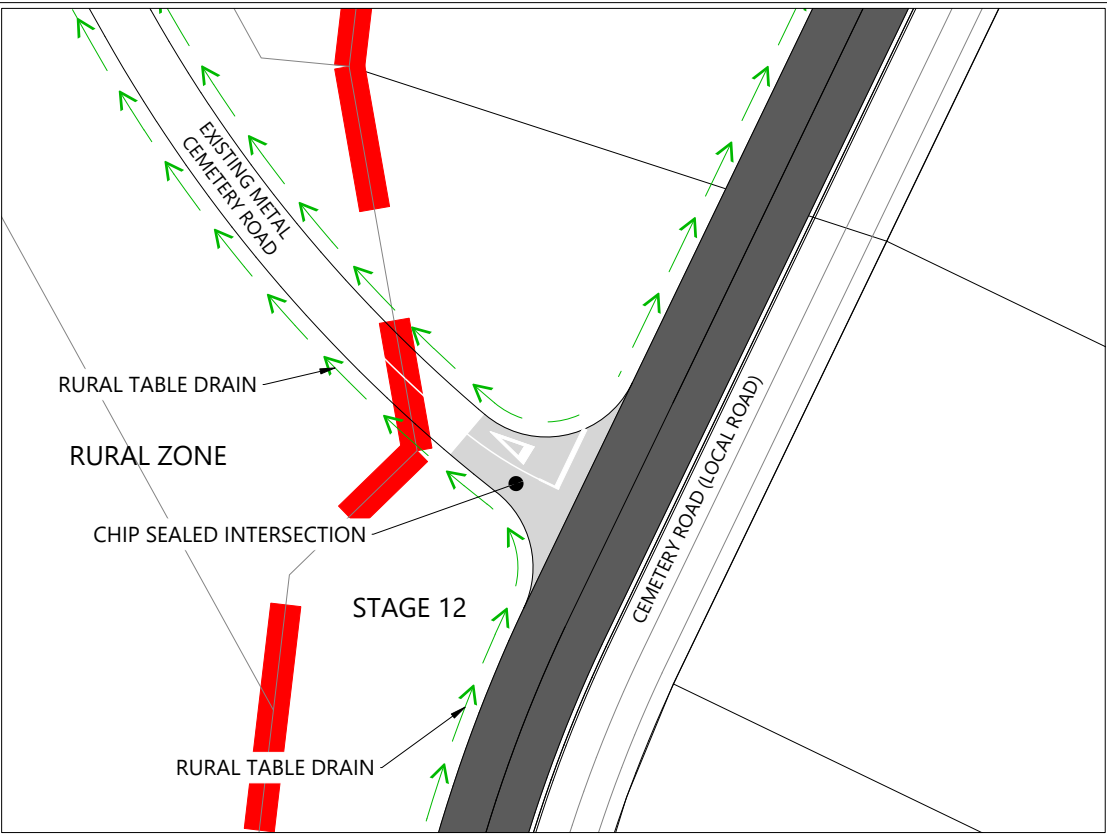 EXISTING METAL
CEMETERY ROAD
RURAL TABLE DRAIN
RURAL ZONE
CEMETERY ROAD (LOCAL ROAD)
CHIP SEALED INTERSECTION
STAGE 12
RURAL TABLE DRAIN